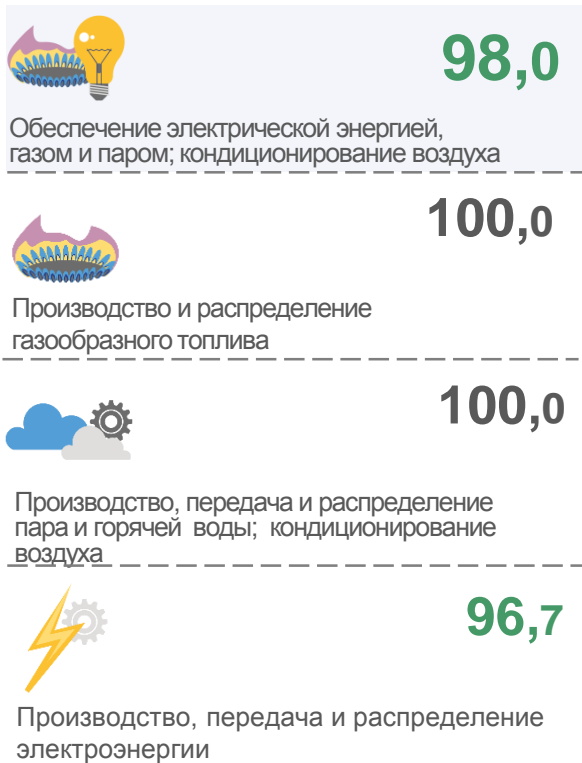 98,0
Обеспечение электрической энергией,
газом и паром; кондиционирование воздуха
100,0
Производство и распределение
газообразного топлива
100,0
Производство, передача и распределение
пара и горячей воды; кондиционирование
воздуха
96,7
Производство, передача и распределение
электроэнергии